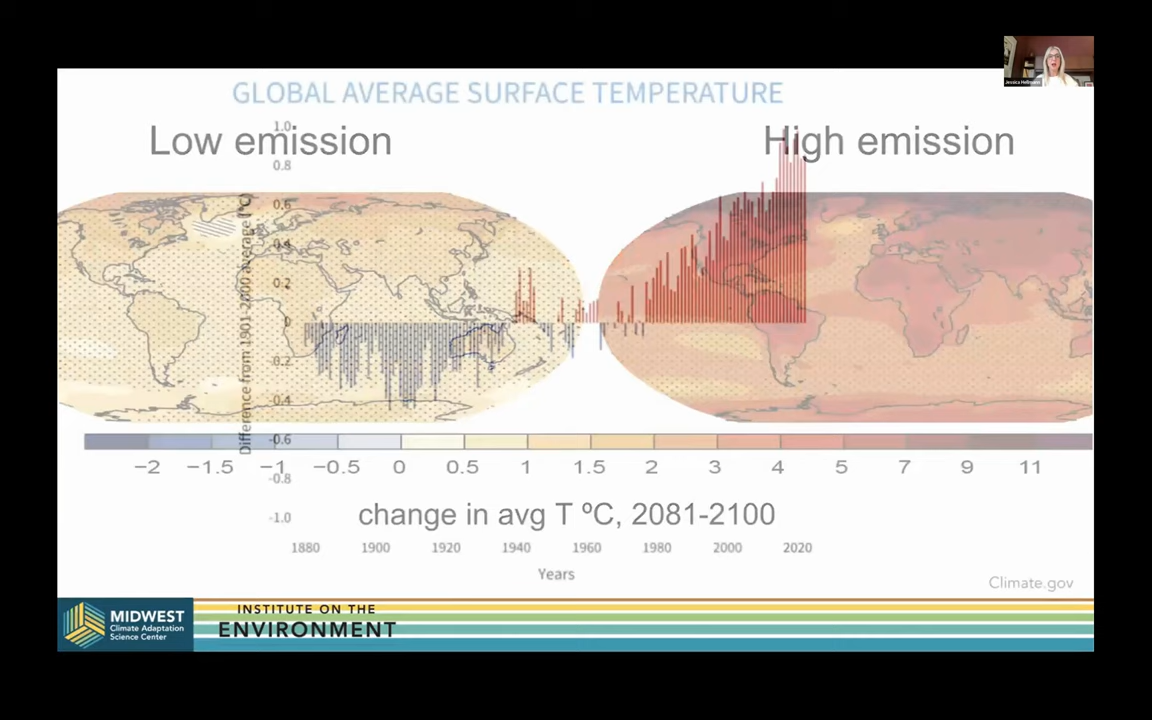 Jessica Hellmann
GLOBAL AVERAGE SURFACE TEMPERATURE
Low emission
High emission
1.0
0.8
0.6
0.4
0.2
0
-0.2
-0.4
-0.6
-0.8
-1.0
Difference from 1901-2000 average (°C)
-2 -1.5 -1 -0.5 0 0.5 1 1.5 2 3 4 5 7 9 11
change in avg T ºC, 2081-2100
1880 1900 1920 1940 1960 1980 2000 2020
Years
Climate.gov
MIDWEST
Climate Adaptation
Science Center
INSTITUTE ON THE
ENVIRONMENT